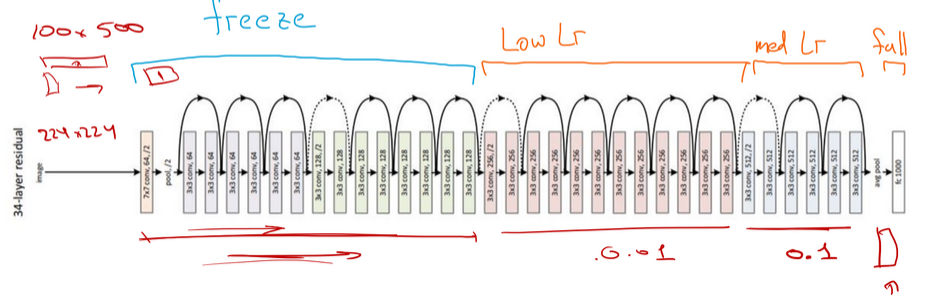 100x500
freeze
Low Lr
med Lr
full
1
224x224
34-layer residual
image
7x7 conv, 64, /2
pool, /2
3x3 conv, 64
3x3 conv, 64
3x3 conv, 64
3x3 conv, 64
3x3 conv, 64
3x3 conv, 64
3x3 conv, 128, /2
3x3 conv, 128
3x3 conv, 128
3x3 conv, 128
3x3 conv, 128
3x3 conv, 128
3x3 conv, 128
3x3 conv, 128
3x3 conv, 256, /2
3x3 conv, 256
3x3 conv, 256
3x3 conv, 256
3x3 conv, 256
3x3 conv, 256
3x3 conv, 256
3x3 conv, 256
3x3 conv, 256
3x3 conv, 256
3x3 conv, 256
3x3 conv, 256
3x3 conv, 512, /2
3x3 conv, 512
3x3 conv, 512
3x3 conv, 512
3x3 conv, 512
3x3 conv, 512
avg pool
fc 1000
.0.01
0.1